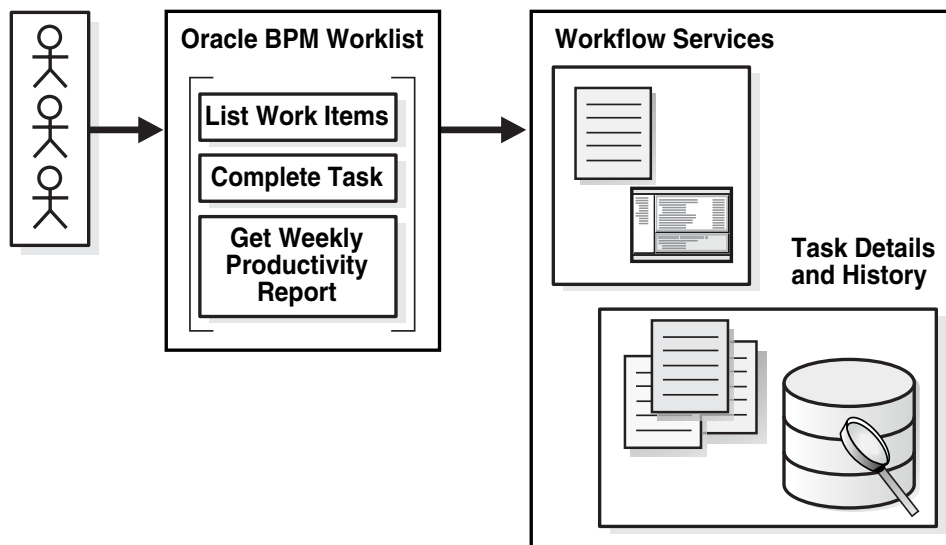 Oracle BPM Worklist
List Work Items
Complete Task
Get Weekly
Productivity
Report
Workflow Services
Task Details
and History